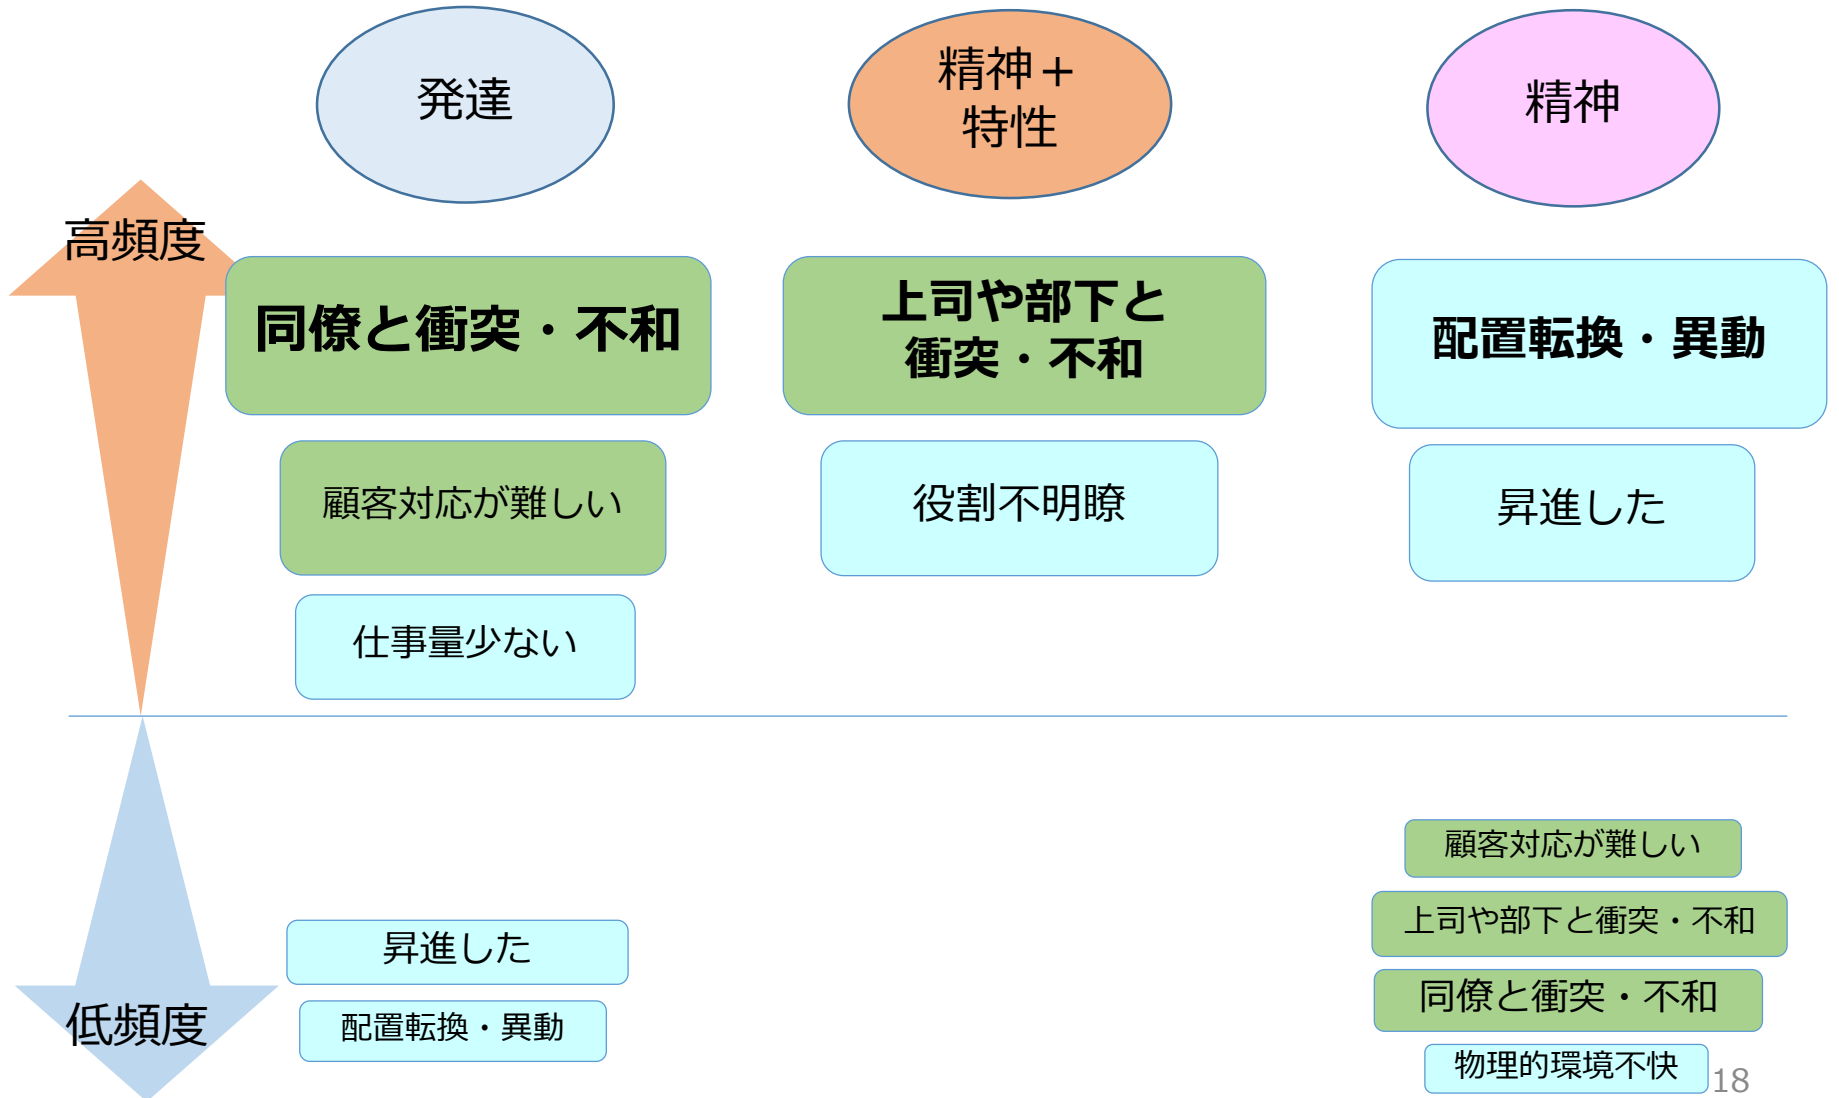 発達
精神＋
特性
精神
高頻度
同僚と衝突・不和
上司や部下と
衝突・不和
配置転換・異動
顧客対応が難しい
役割不明瞭
昇進した
仕事量少ない
顧客対応が難しい
上司や部下と衝突・不和
昇進した
同僚と衝突・不和
低頻度
配置転換・異動
物理的環境不快
18